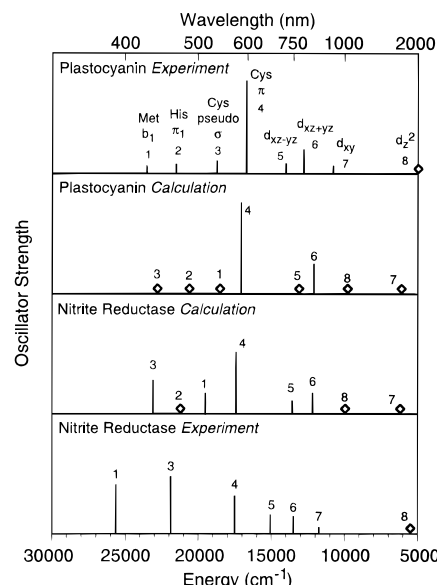 Wavelength (nm)
400 500 600 750 1000 2000
Plastocyanin Experiment
Met
b1
1
His
π1
2
Cys
pseudo
σ
3
Cys
π
4
dxz-yz
5
dxz+yz
6
dxy
7
dz2
8
Plastocyanin Calculation
3 2 1 4 5 6 8 7
Nitrite Reductase Calculation
3 2 1 4 5 6 8 7
Nitrite Reductase Experiment
1 3 4 5 6 7 8
Oscillator Strength
30000 25000 20000 15000 10000 5000
Energy (cm-1)